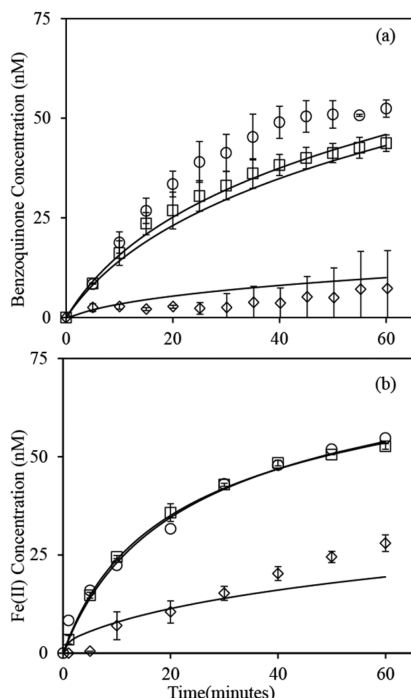 (a)
75
50
25
0
0 20 40 60
Benzoquinone Concentration (nM)
(b)
75
50
25
0
0 20 40 60
Fe(II) Concentration (nM)
Time(minutes)